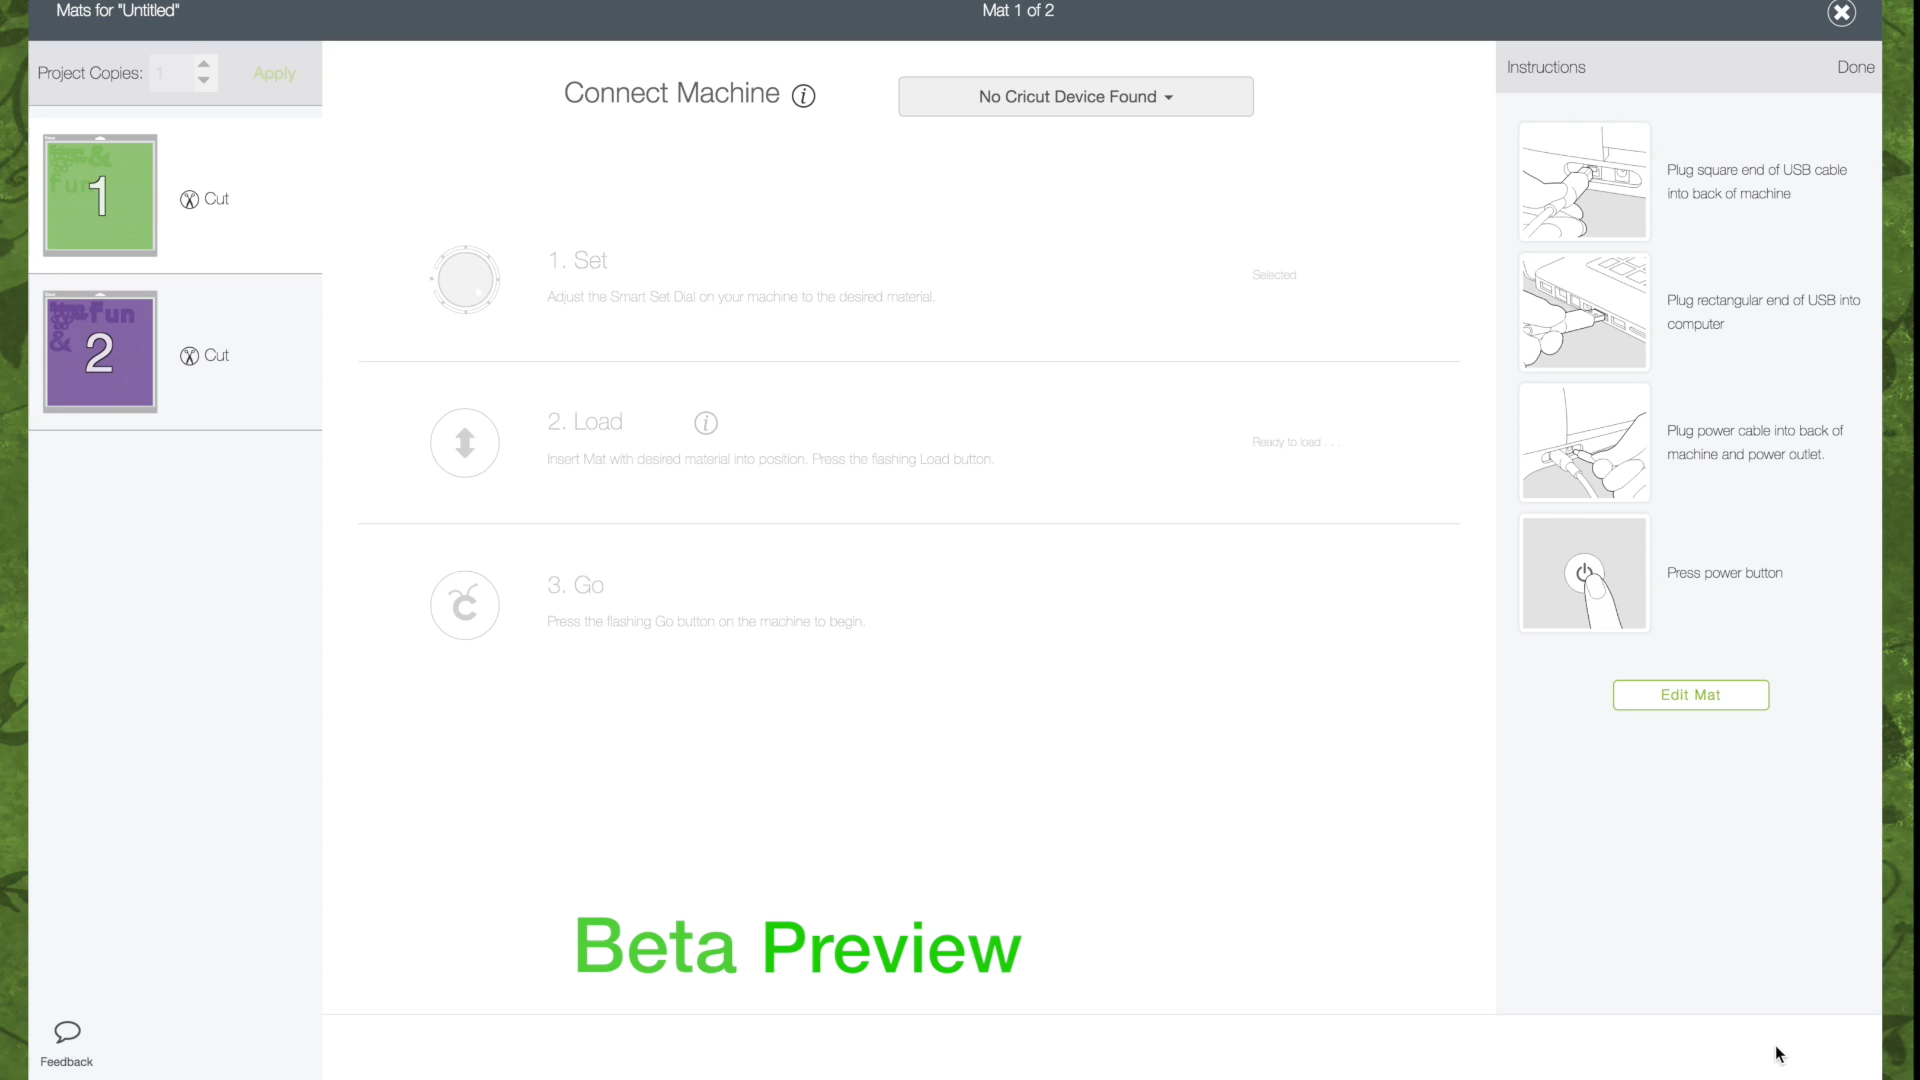 Mats for "Untitled"
Mat 1 of 2
Project Copies: 1
Apply
Connect Machine
No Cricut Device Found
Instructions
Done
1
Cut
2
Cut
fun
&
fun
&
1. Set
Adjust the Smart Set Dial on your machine to the desired material.
Selected
2. Load
Insert Mat with desired material into position. Press the flashing Load button.
Ready to load . . .
3. Go
Press the flashing Go button on the machine to begin.
Plug square end of USB cable
into back of machine
Plug rectangular end of USB into
computer
Plug power cable into back of
machine and power outlet.
Press power button
Edit Mat
Beta Preview
Feedback